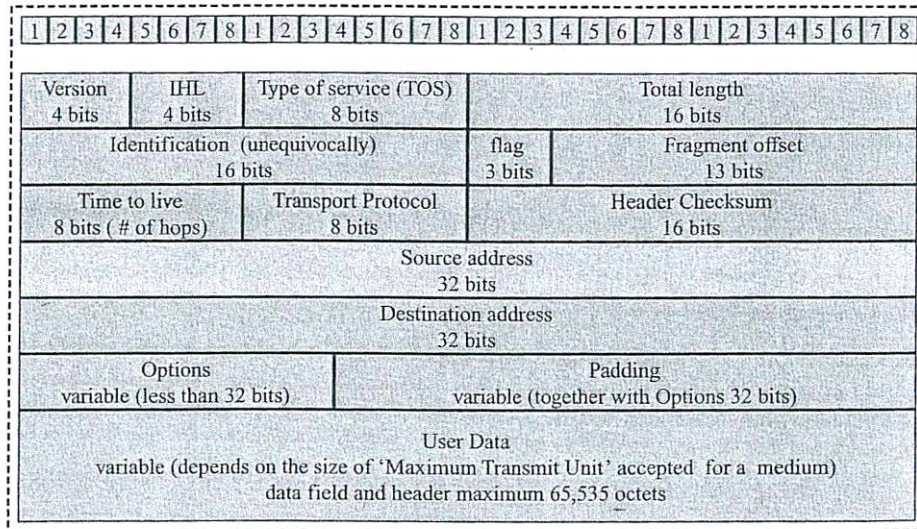 1 2 3 4 5 6 7 8 1 2 3 4 5 6 7 8 1 2 3 4 5 6 7 8 1 2 3 4 5 6 7 8
Version IHL Type of service (TOS) Total length
4 bits 4 bits 8 bits 16 bits
Identification (unequivocally) flag Fragment offset
16 bits 3 bits 13 bits
Time to live Transport Protocol Header Checksum
8 bits ( # of hops) 8 bits 16 bits
Source address
32 bits
Destination address
32 bits
Options Padding
variable (less than 32 bits) variable (together with Options 32 bits)
User Data
variable (depends on the size of ‘Maximum Transmit Unit’ accepted for a medium)
data field and header maximum 65,535 octets